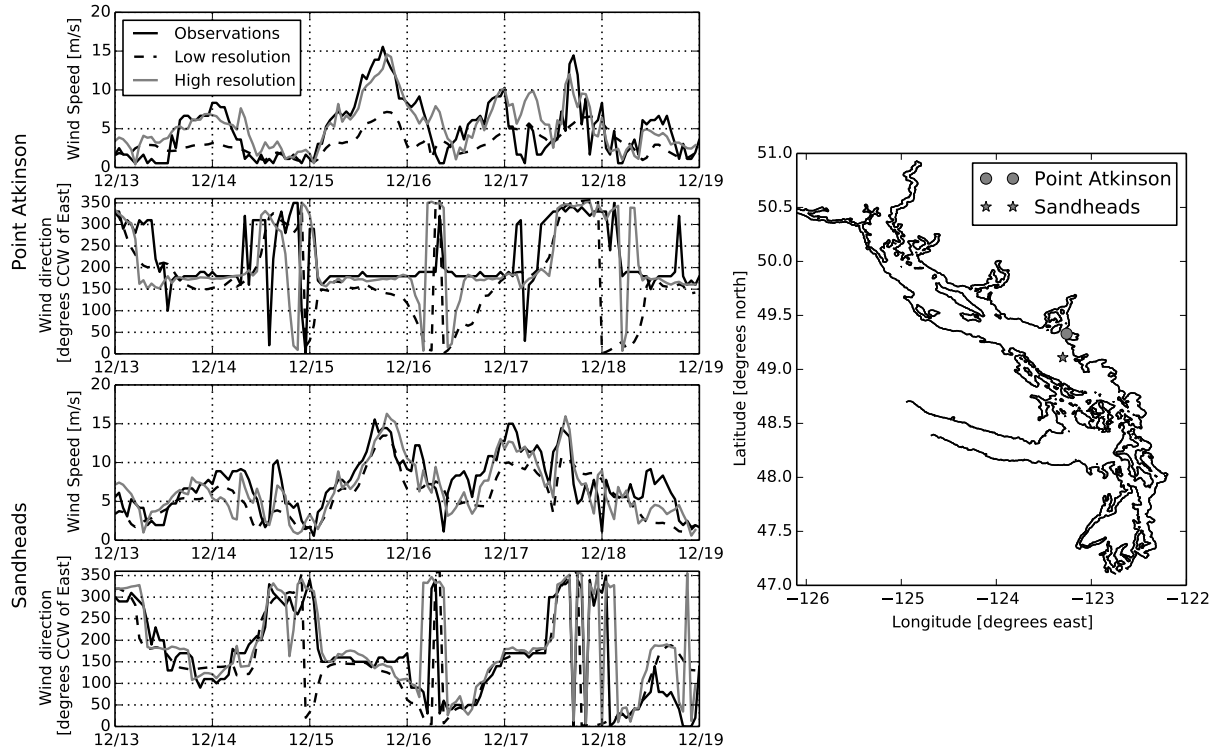 Point Atkinson
Wind Speed [m/s]
20
15
10
5
0
Observations
Low resolution
High resolution
12/13 12/14 12/15 12/16 12/17 12/18 12/19
Wind direction
[degrees CCW of East]
350
300
250
200
150
100
50
0
12/13 12/14 12/15 12/16 12/17 12/18 12/19
Sandheads
Wind Speed [m/s]
20
15
10
5
0
12/13 12/14 12/15 12/16 12/17 12/18 12/19
Wind direction
[degrees CCW of East]
350
300
250
200
150
100
50
0
12/13 12/14 12/15 12/16 12/17 12/18 12/19
Latitude [degrees north]
51.0
50.5
50.0
49.5
49.0
48.5
48.0
47.5
47.0
Point Atkinson
Sandheads
−126 −125 −124 −123 −122
Longitude [degrees east]